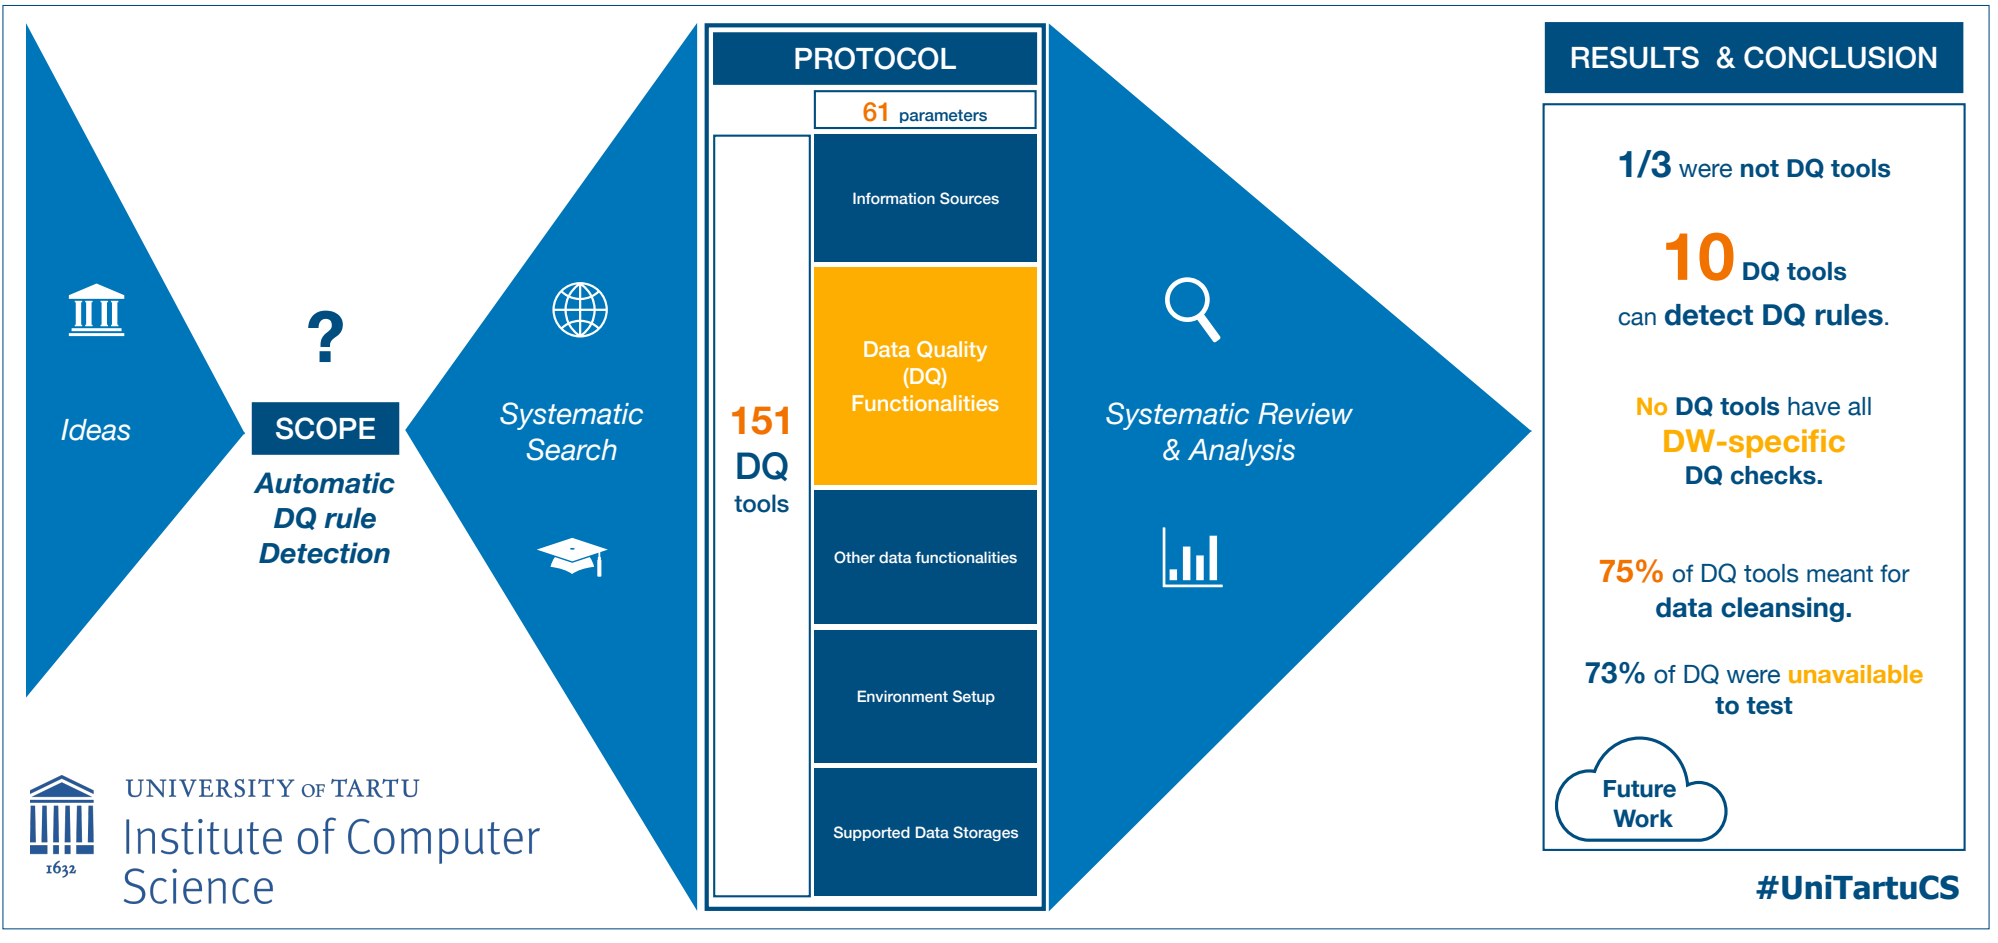 Ideas
?
SCOPE
Automatic
DQ rule
Detection
Systematic
Search
PROTOCOL
61 parameters
151
DQ
tools
Information Sources
Data Quality
(DQ)
Functionalities
Other data functionalities
Environment Setup
Supported Data Storages
Systematic Review
& Analysis
RESULTS & CONCLUSION
1/3 were not DQ tools
10 DQ tools
can detect DQ rules.
No DQ tools have all
DW-specific
DQ checks.
75% of DQ tools meant for
data cleansing.
73% of DQ were unavailable
to test
Future
Work
#UniTartuCS
UNIVERSITY OF TARTU
Institute of Computer
Science
1632